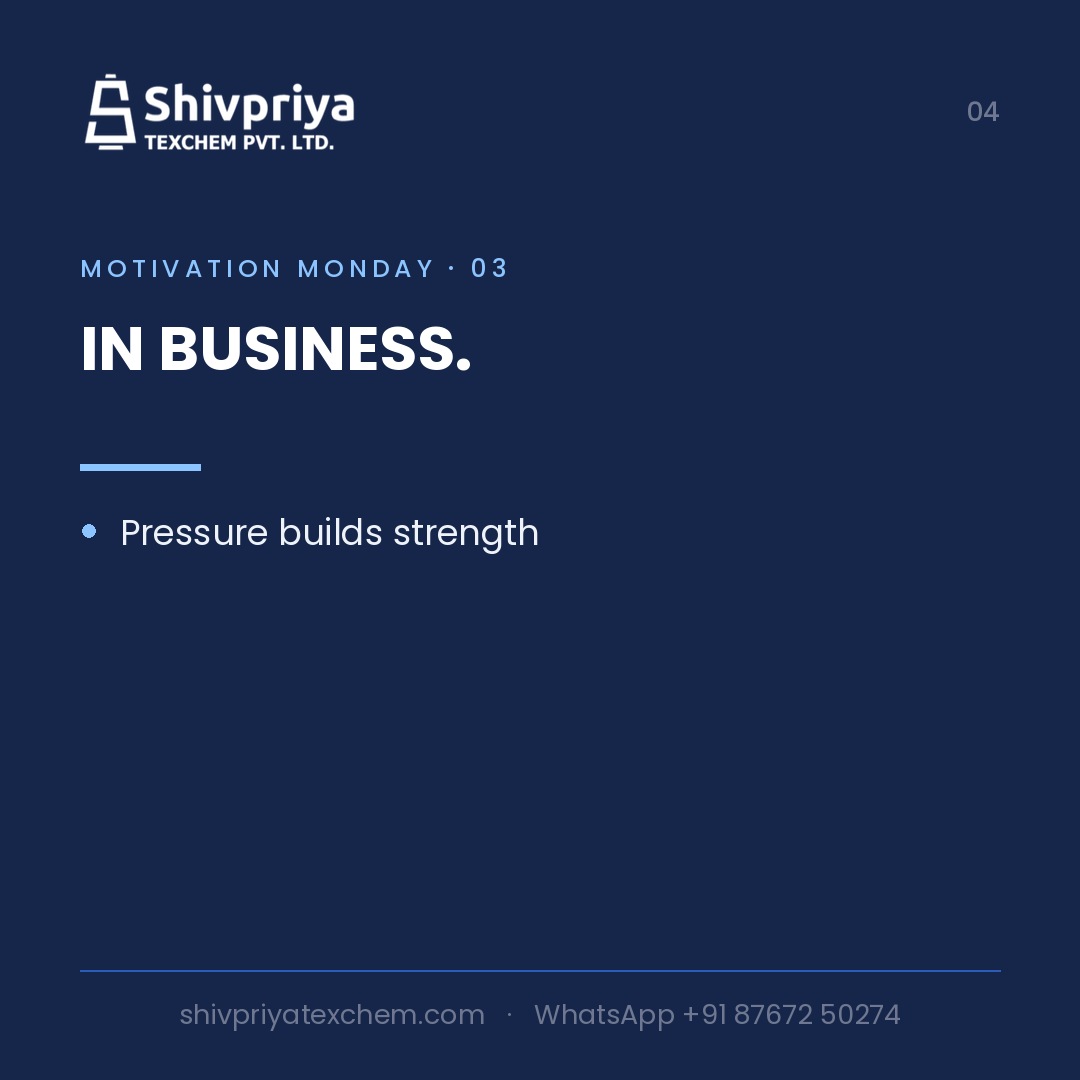 Shivpriya
TEXCHEM PVT. LTD.
04
MOTIVATION MONDAY · 03
IN BUSINESS.
• Pressure builds strength
shivpriyatexchem.com · WhatsApp +91 87672 50274